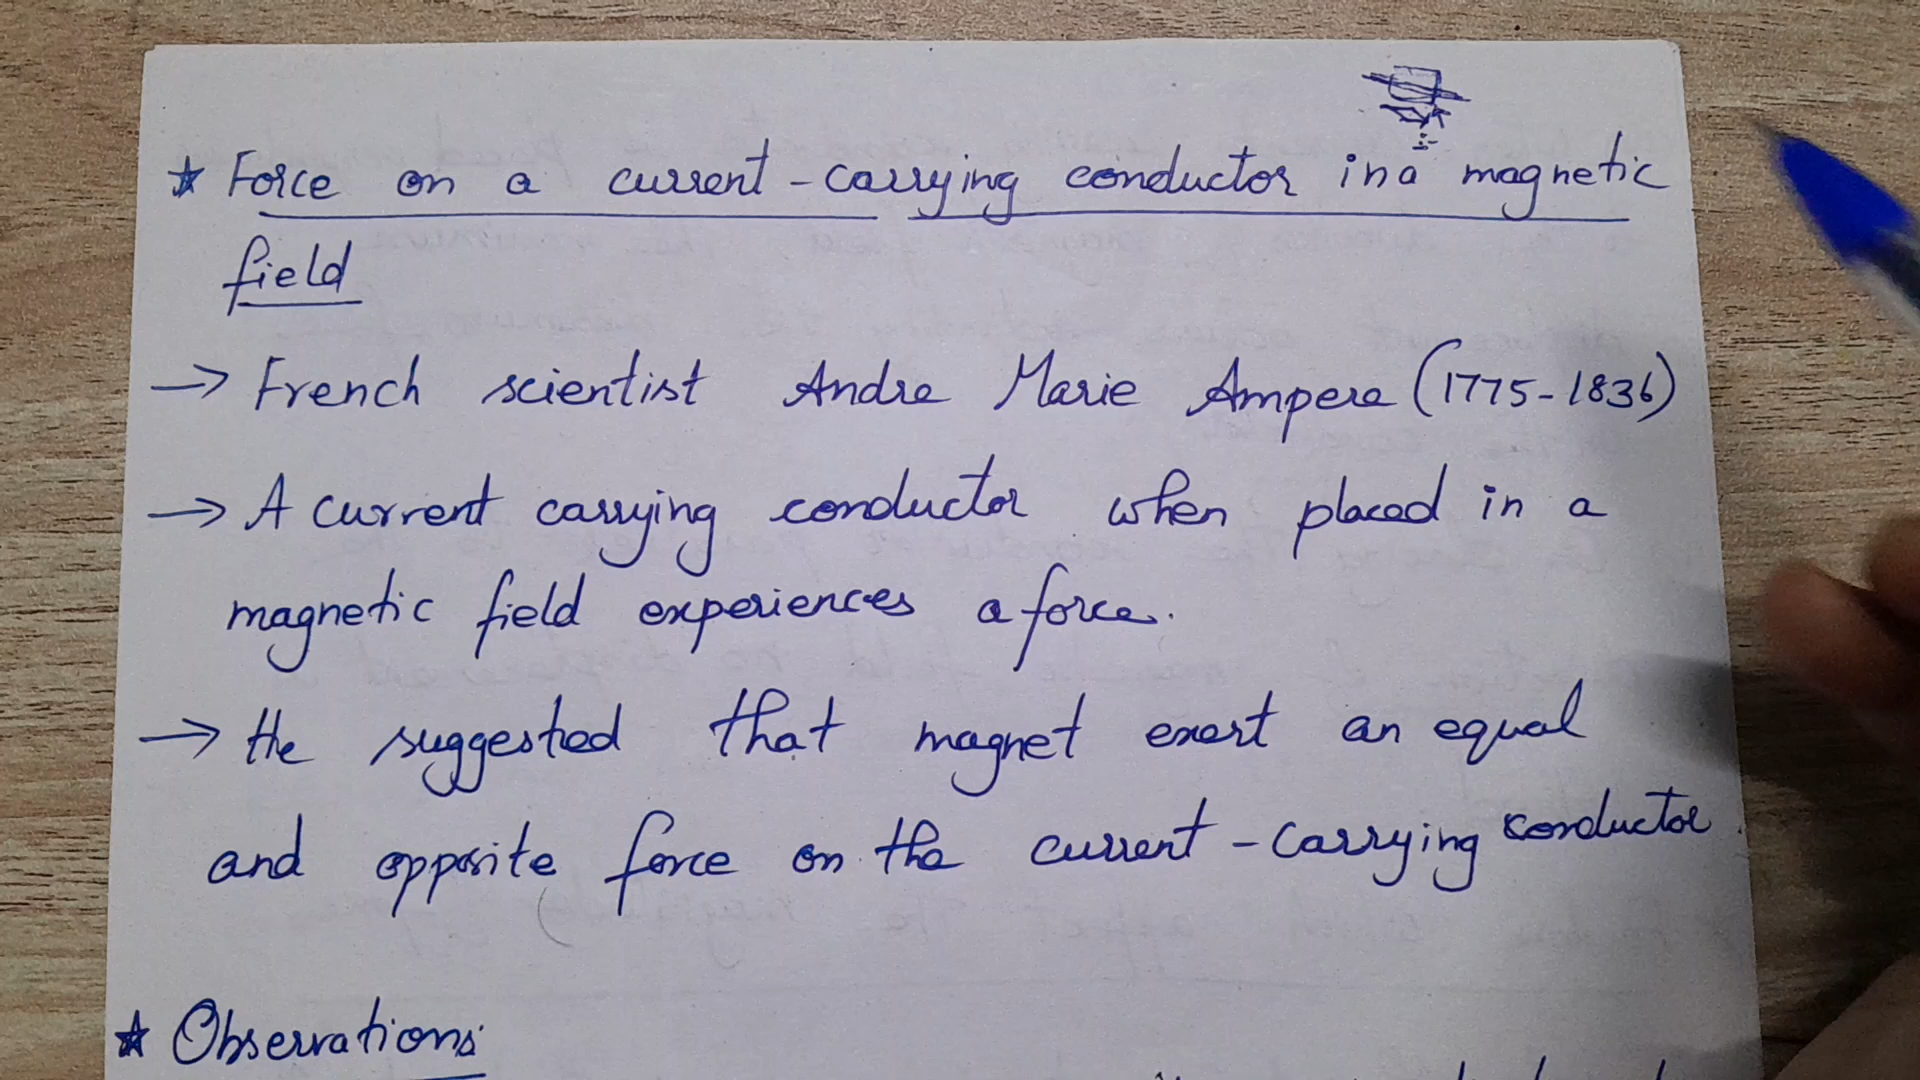 ★ Force on a current-carrying conductor in a magnetic
field
→ French scientist Andre Marie Ampere (1775-1836)
→ A current carrying conductor when placed in a
magnetic field experiences a force.
→ He suggested that magnet exert an equal
and opposite force on the current-carrying conductor.
★ Observations: